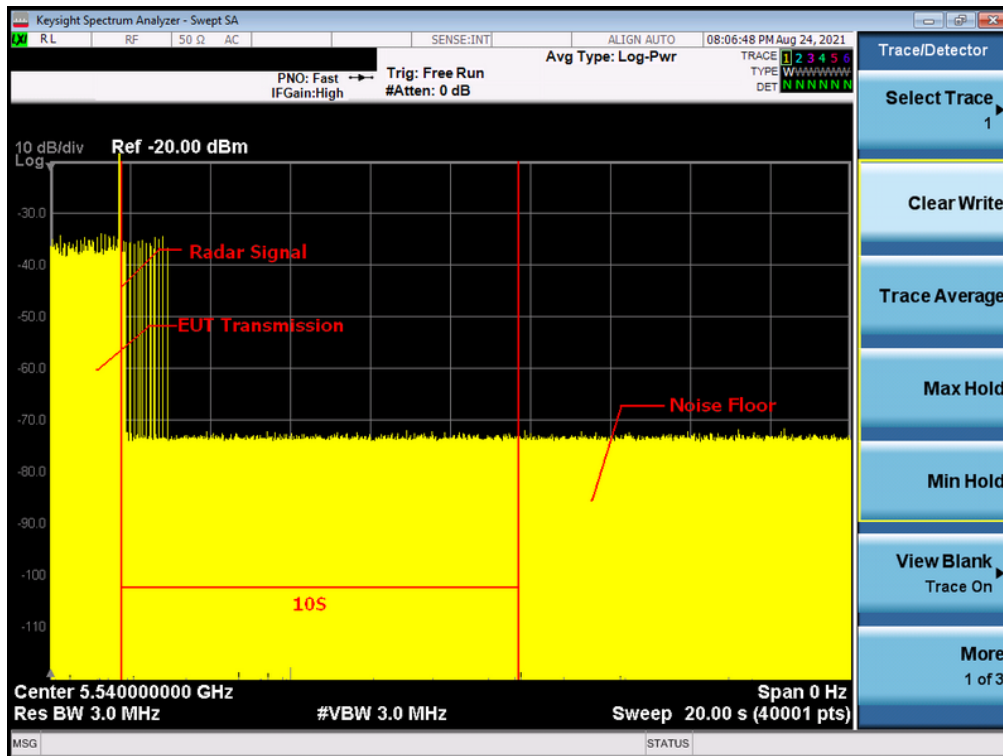 Keysight Spectrum Analyzer - Swept SA
LXI RL RF 50 Ω AC SENSE:INT ALIGN AUTO 08:06:48 PM Aug 24, 2021
PNO: Fast Trig: Free Run Avg Type: Log-Pwr TRACE 1 2 3 4 5 6
IFGain:High #Atten: 0 dB TYPE WWWWWW
DET N N N N N N
Trace/Detector
Select Trace
1
Clear Write
Trace Average
Max Hold
Min Hold
View Blank
Trace On
More
1 of 3
10 dB/div Ref -20.00 dBm
Log
-30.0
-40.0
-50.0
-60.0
-70.0
-80.0
-90.0
-100
-110
Radar Signal
EUT Transmission
Noise Floor
10S
Center 5.540000000 GHz Span 0 Hz
Res BW 3.0 MHz #VBW 3.0 MHz Sweep 20.00 s (40001 pts)
MSG STATUS